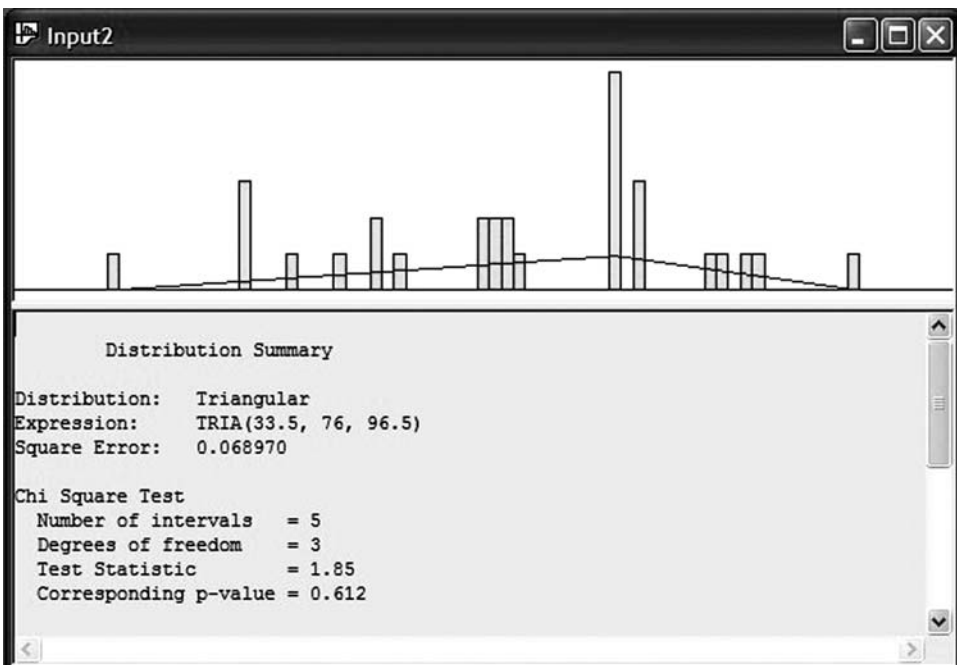 Input2
Distribution Summary
Distribution: Triangular
Expression: TRIA(33.5, 76, 96.5)
Square Error: 0.068970
Chi Square Test
Number of intervals = 5
Degrees of freedom = 3
Test Statistic = 1.85
Corresponding p-value = 0.612